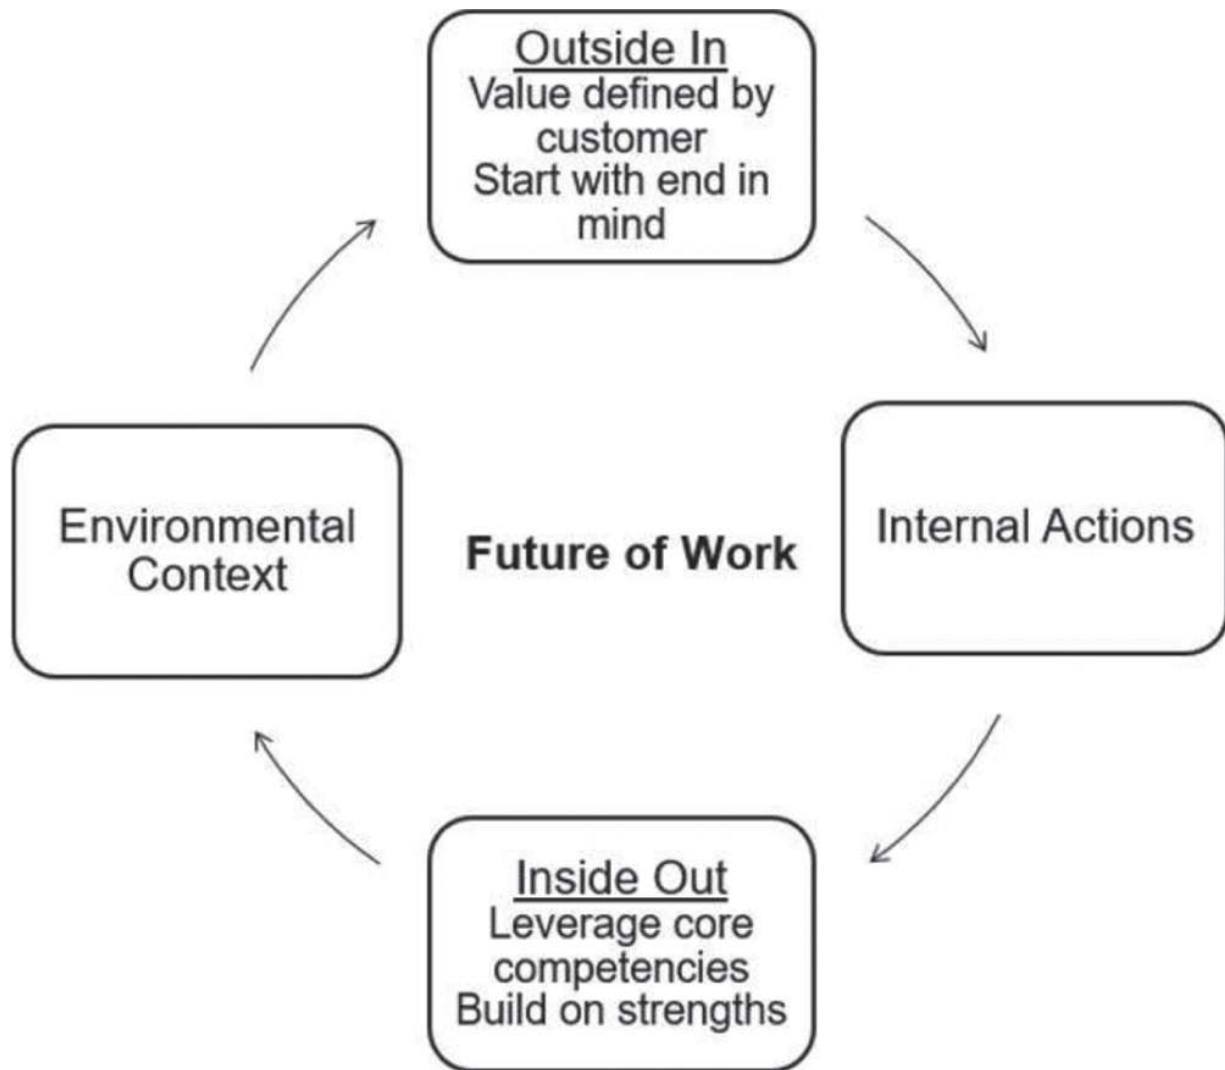 Outside In
Value defined by
customer
Start with end in
mind
Environmental
Context
Future of Work
Internal Actions
Inside Out
Leverage core
competencies
Build on strengths